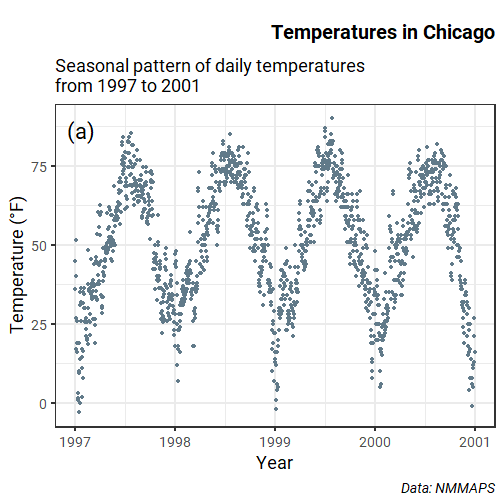 Temperatures in Chicago
Seasonal pattern of daily temperatures
from 1997 to 2001
(a)
Temperature (°F)
75
50
25
0
1997 1998 1999 2000 2001
Year
Data: NMMAPS